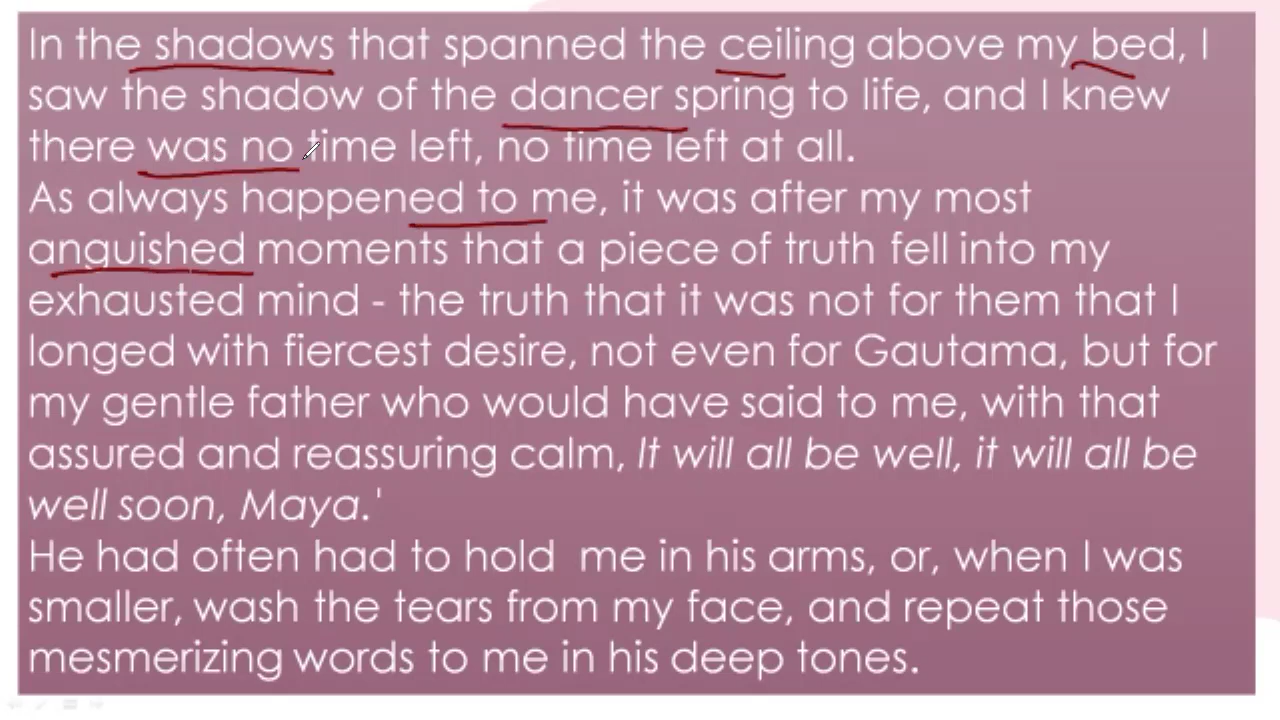 In the shadows that spanned the ceiling above my bed, I
saw the shadow of the dancer spring to life, and I knew
there was no time left, no time left at all.
As always happened to me, it was after my most
anguished moments that a piece of truth fell into my
exhausted mind - the truth that it was not for them that I
longed with fiercest desire, not even for Gautama, but for
my gentle father who would have said to me, with that
assured and reassuring calm, It will all be well, it will all be
well soon, Maya.'
He had often had to hold  me in his arms, or, when I was
smaller, wash the tears from my face, and repeat those
mesmerizing words to me in his deep tones.